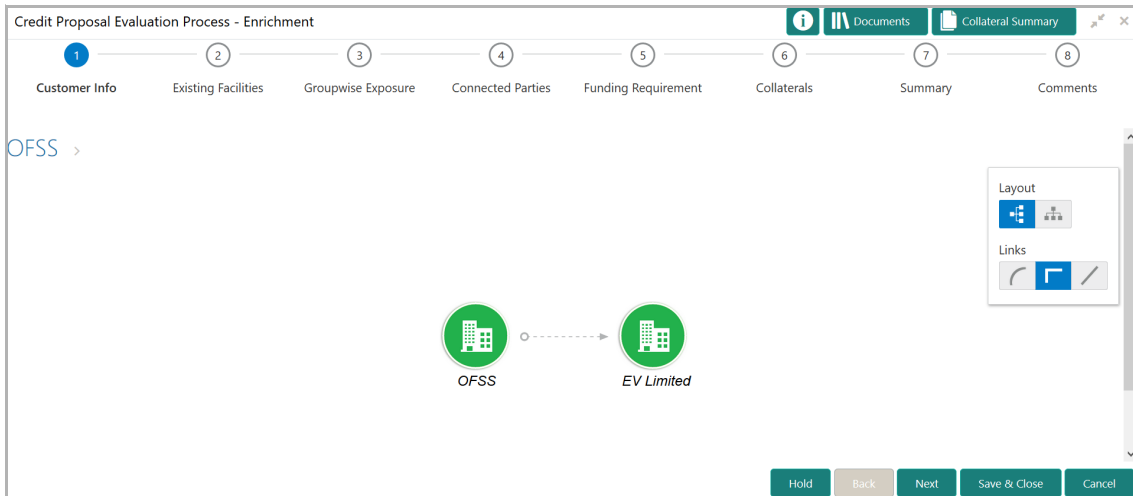 Credit Proposal Evaluation Process - Enrichment
i Documents Collateral Summary
1 2 3 4 5 6 7 8
Customer Info Existing Facilities Groupwise Exposure Connected Parties Funding Requirement Collaterals Summary Comments
OFSS >
Layout
Links
OFSS EV Limited
Hold Back Next Save & Close Cancel